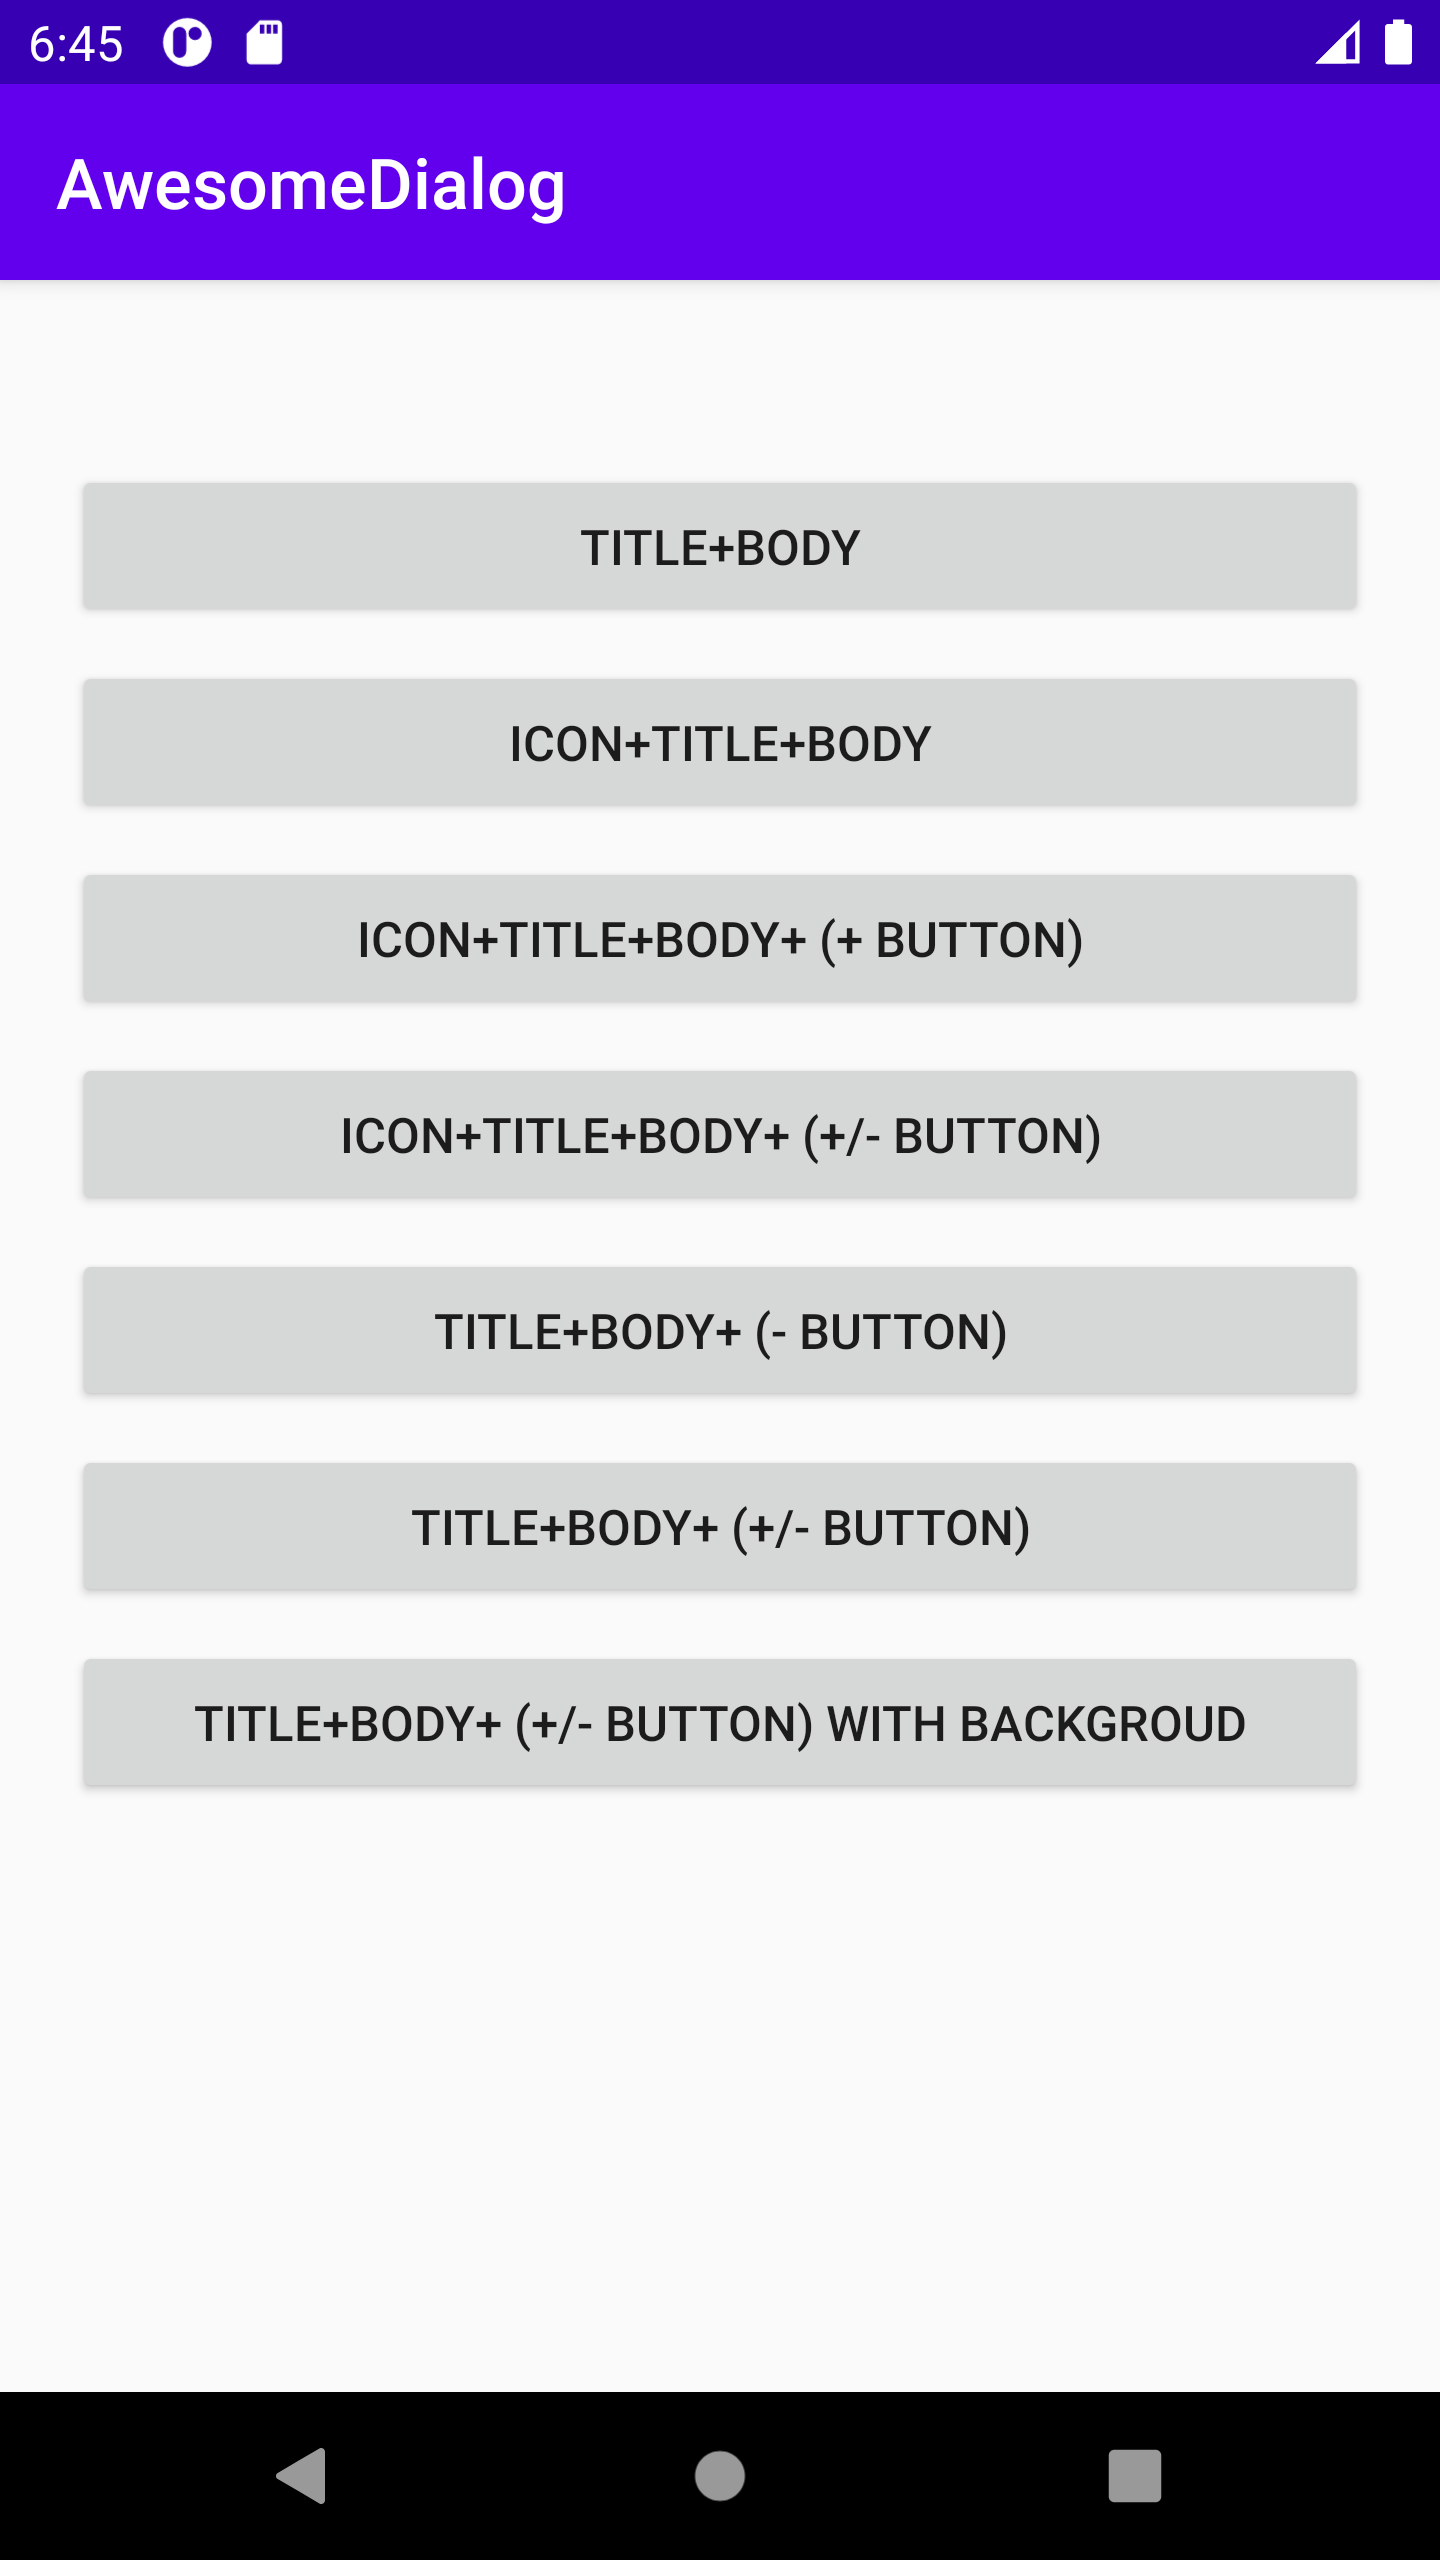 6:45
AwesomeDialog
TITLE+BODY
ICON+TITLE+BODY
ICON+TITLE+BODY+ (+ BUTTON)
ICON+TITLE+BODY+ (+/- BUTTON)
TITLE+BODY+ (- BUTTON)
TITLE+BODY+ (+/- BUTTON)
TITLE+BODY+ (+/- BUTTON) WITH BACKGROUD